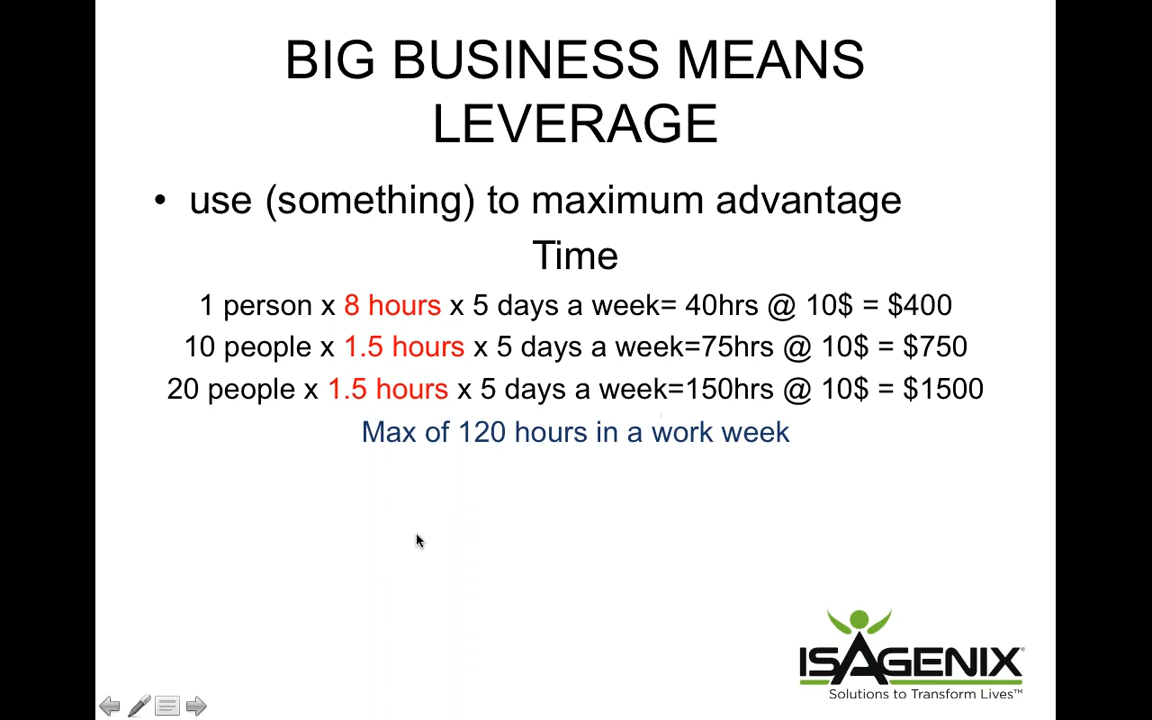 BIG BUSINESS MEANS
LEVERAGE
• use (something) to maximum advantage
Time
1 person x 8 hours x 5 days a week= 40hrs @ 10$ = $400
10 people x 1.5 hours x 5 days a week=75hrs @ 10$ = $750
20 people x 1.5 hours x 5 days a week=150hrs @ 10$ = $1500
Max of 120 hours in a work week
ISAGENIX®
Solutions to Transform Lives™